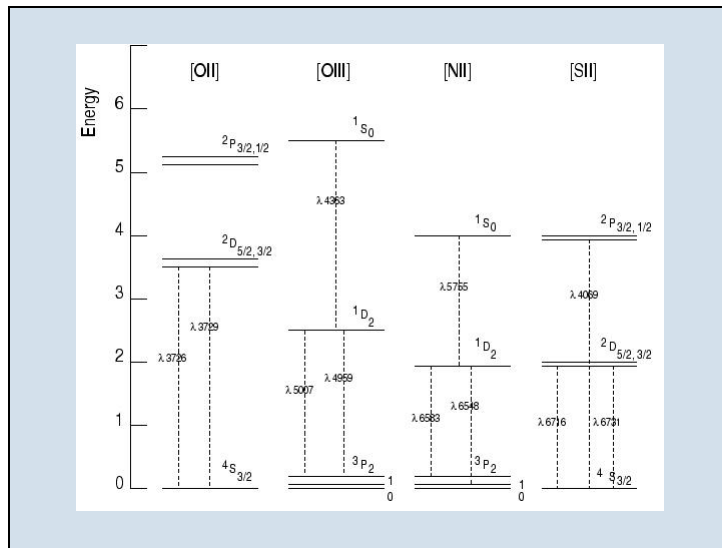 [OII] [OIII] [NII] [SII]
Energy
6
5
4
3
2
1
0
²P3/2,1/2
²D5/2,3/2
λ3729
λ3726
⁴S3/2
¹S0
λ4363
¹D2
λ5007
λ4959
³P2
1
0
¹S0
λ5755
¹D2
λ6583
λ6548
³P2
1
0
²P3/2, 1/2
λ4069
²D5/2, 3/2
λ6716
λ6731
⁴S3/2